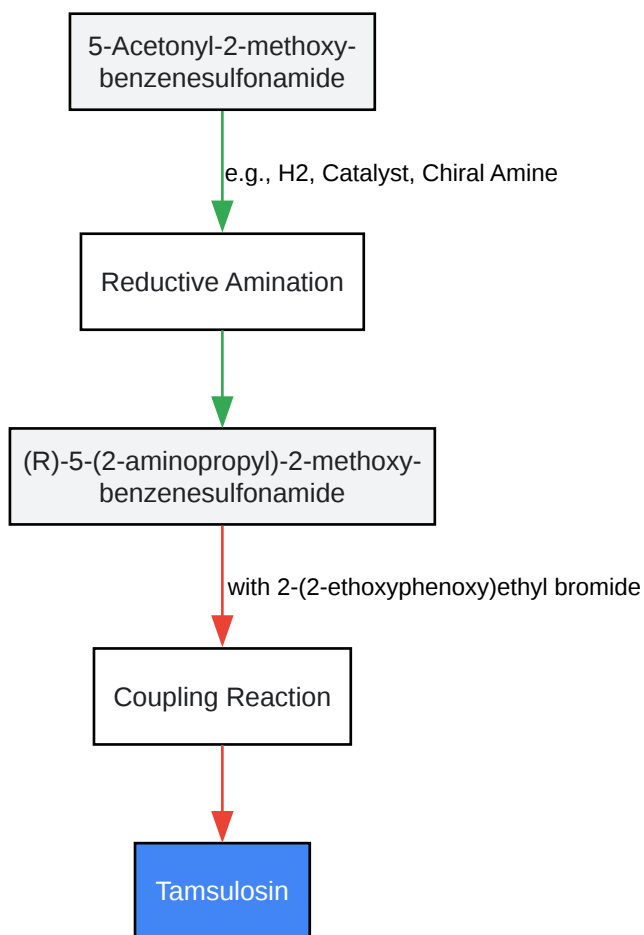 5-Acetonyl-2-methoxy-
benzenesulfonamide
e.g., H2, Catalyst, Chiral Amine
Reductive Amination
(R)-5-(2-aminopropyl)-2-methoxy-
benzenesulfonamide
with 2-(2-ethoxyphenoxy)ethyl bromide
Coupling Reaction
Tamsulosin